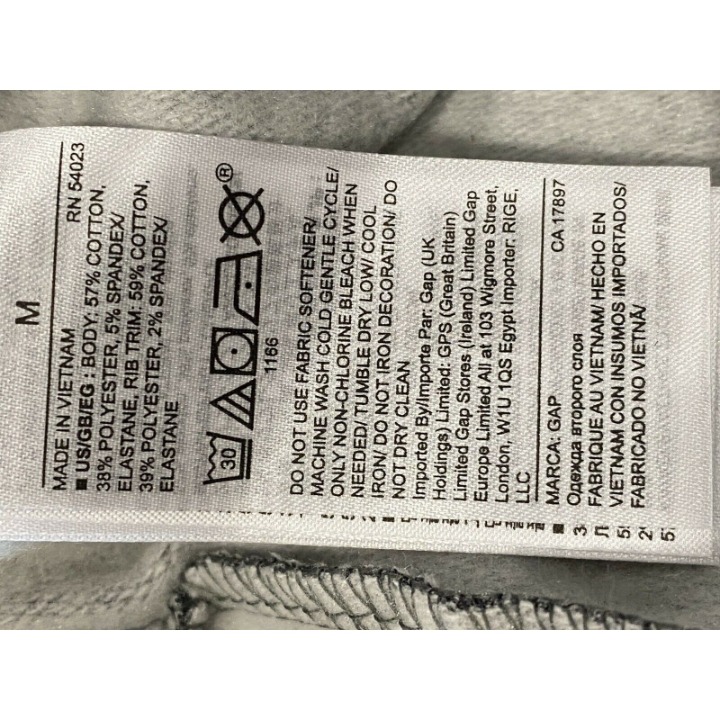 M
MADE IN VIETNAM RN 54023
■ US/GB/EG : BODY: 57% COTTON,
38% POLYESTER, 5% SPANDEX/
ELASTANE, RIB TRIM: 59% COTTON,
39% POLYESTER, 2% SPANDEX/
ELASTANE
30 ®
1166
DO NOT USE FABRIC SOFTENER/
MACHINE WASH COLD GENTLE CYCLE/
ONLY NON-CHLORINE BLEACH WHEN
NEEDED/ TUMBLE DRY LOW/ COOL
IRON/ DO NOT IRON DECORATION/ DO
NOT DRY CLEAN
Imported By/Importe Par: Gap (UK
Holdings) Limited: GPS (Great Britain)
Limited Gap Stores (Ireland) Limited Gap
Europe Limited All at 103 Wigmore Street,
London, W1U 1QS Egypt Importer: RIGE,
LLC
MARCA: GAP CA 17897
Одежда второго слоя
FABRIQUE AU VIETNAM/ HECHO EN
VIETNAM CON INSUMOS IMPORTADOS/
FABRICADO NO VIETNÃ/